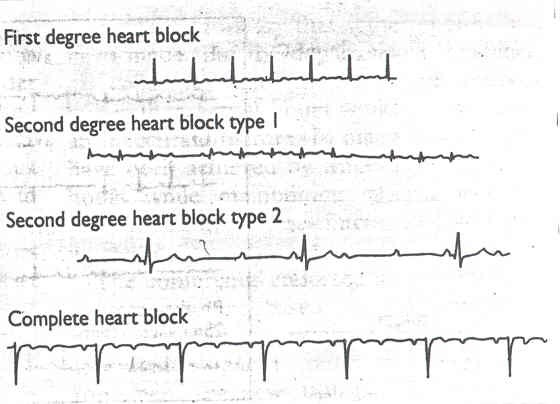 First degree heart block
Second degree heart block type 1
Second degree heart block type 2
Complete heart block